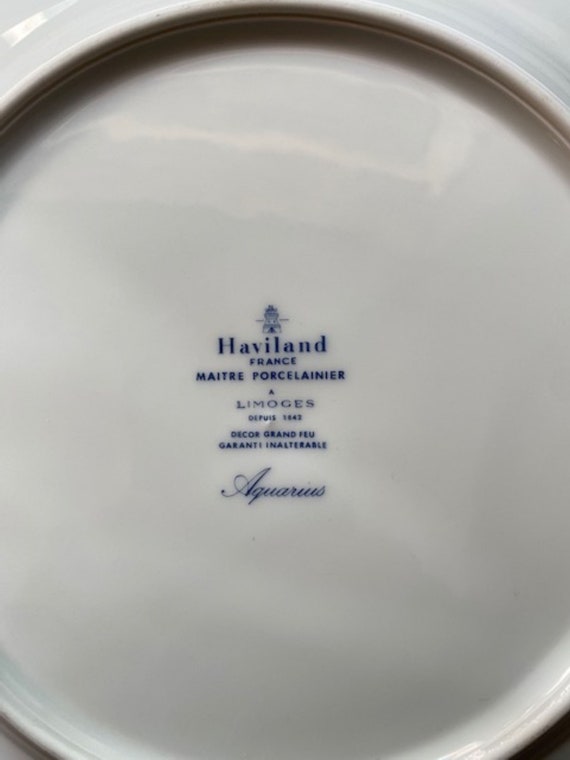 Haviland
FRANCE
MAITRE PORCELAINIER
A
LIMOGES
DEPUIS 1842
DECOR GRAND FEU
GARANTI INALTERABLE
Aquarius